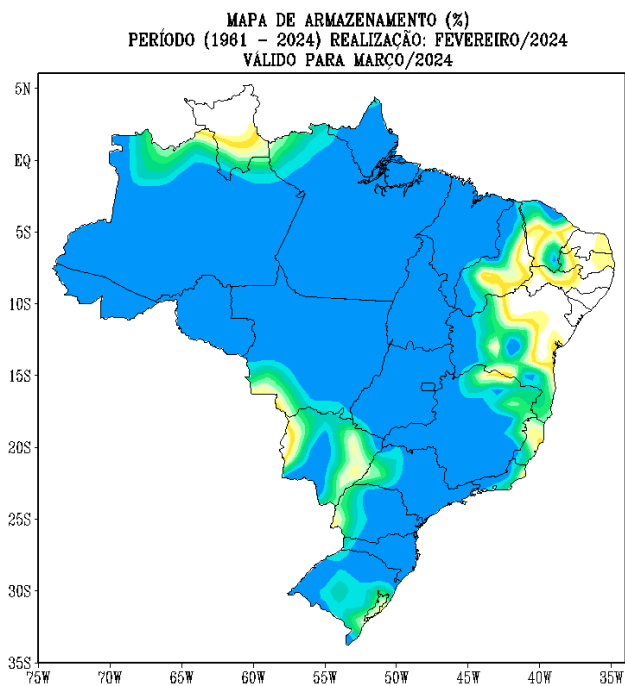 MAPA DE ARMAZENAMENTO (%)
PERÍODO (1961 - 2024) REALIZAÇÃO: FEVEREIRO/2024
VÁLIDO PARA MARÇO/2024
5N
EQ
5S
10S
15S
20S
25S
30S
35S
75W 70W 65W 60W 55W 50W 45W 40W 35W